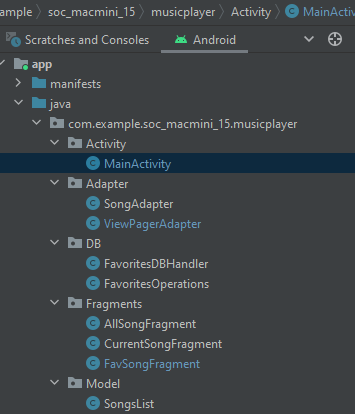 ample soc_macmini_15 musicplayer Activity MainActiv
Scratches and Consoles Android
app
manifests
java
com.example.soc_macmini_15.musicplayer
Activity
C MainActivity
Adapter
C SongAdapter
C ViewPagerAdapter
DB
C FavoritesDBHandler
C FavoritesOperations
Fragments
C AllSongFragment
C CurrentSongFragment
C FavSongFragment
Model
C SongsList